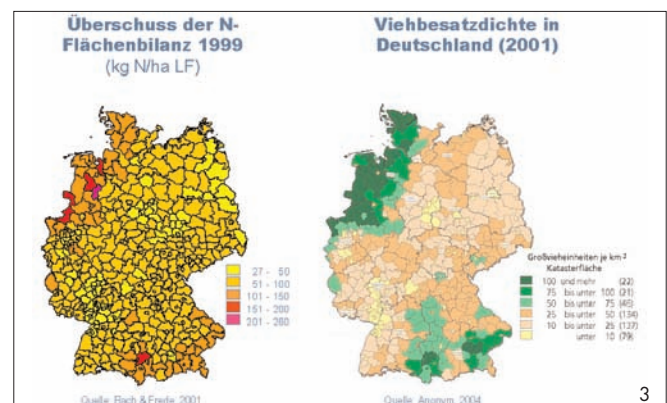 Überschuss der N-
Flächenbilanz 1999
(kg N/ha LF)
27 - 50
51 - 100
101 - 150
151 - 200
201 - 260
Quelle: Bach & Frede, 2001
Viehbesatzdichte in
Deutschland (2001)
Großvieheinheiten je km²
Katasterfläche
100 und mehr (22)
75 bis unter 100 (21)
50 bis unter 75 (45)
25 bis unter 50 (134)
10 bis unter 25 (137)
unter 10 (79)
Quelle: Anonym, 2004
3